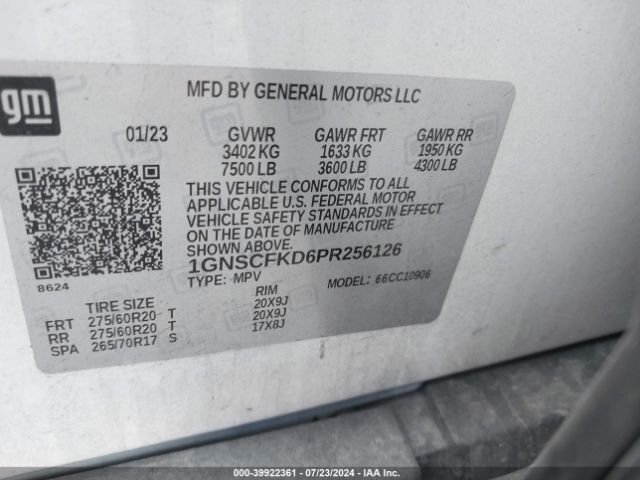 gm
MFD BY GENERAL MOTORS LLC
01/23 GVWR GAWR FRT GAWR RR
3402 KG 1633 KG 1950 KG
7500 LB 3600 LB 4300 LB
THIS VEHICLE CONFORMS TO ALL
APPLICABLE U.S. FEDERAL MOTOR
VEHICLE SAFETY STANDARDS IN EFFECT
ON THE DATE OF MANUFACTURE
SHOWN ABOVE.
1GNSCFKD6PR256126
8624
TYPE: MPV MODEL: 66CC10906
TIRE SIZE RIM
FRT 275/60R20 T 20X9J
RR 275/60R20 T 20X9J
SPA 265/70R17 S 17X8J
000-39922361 - 07/23/2024 - IAA Inc.